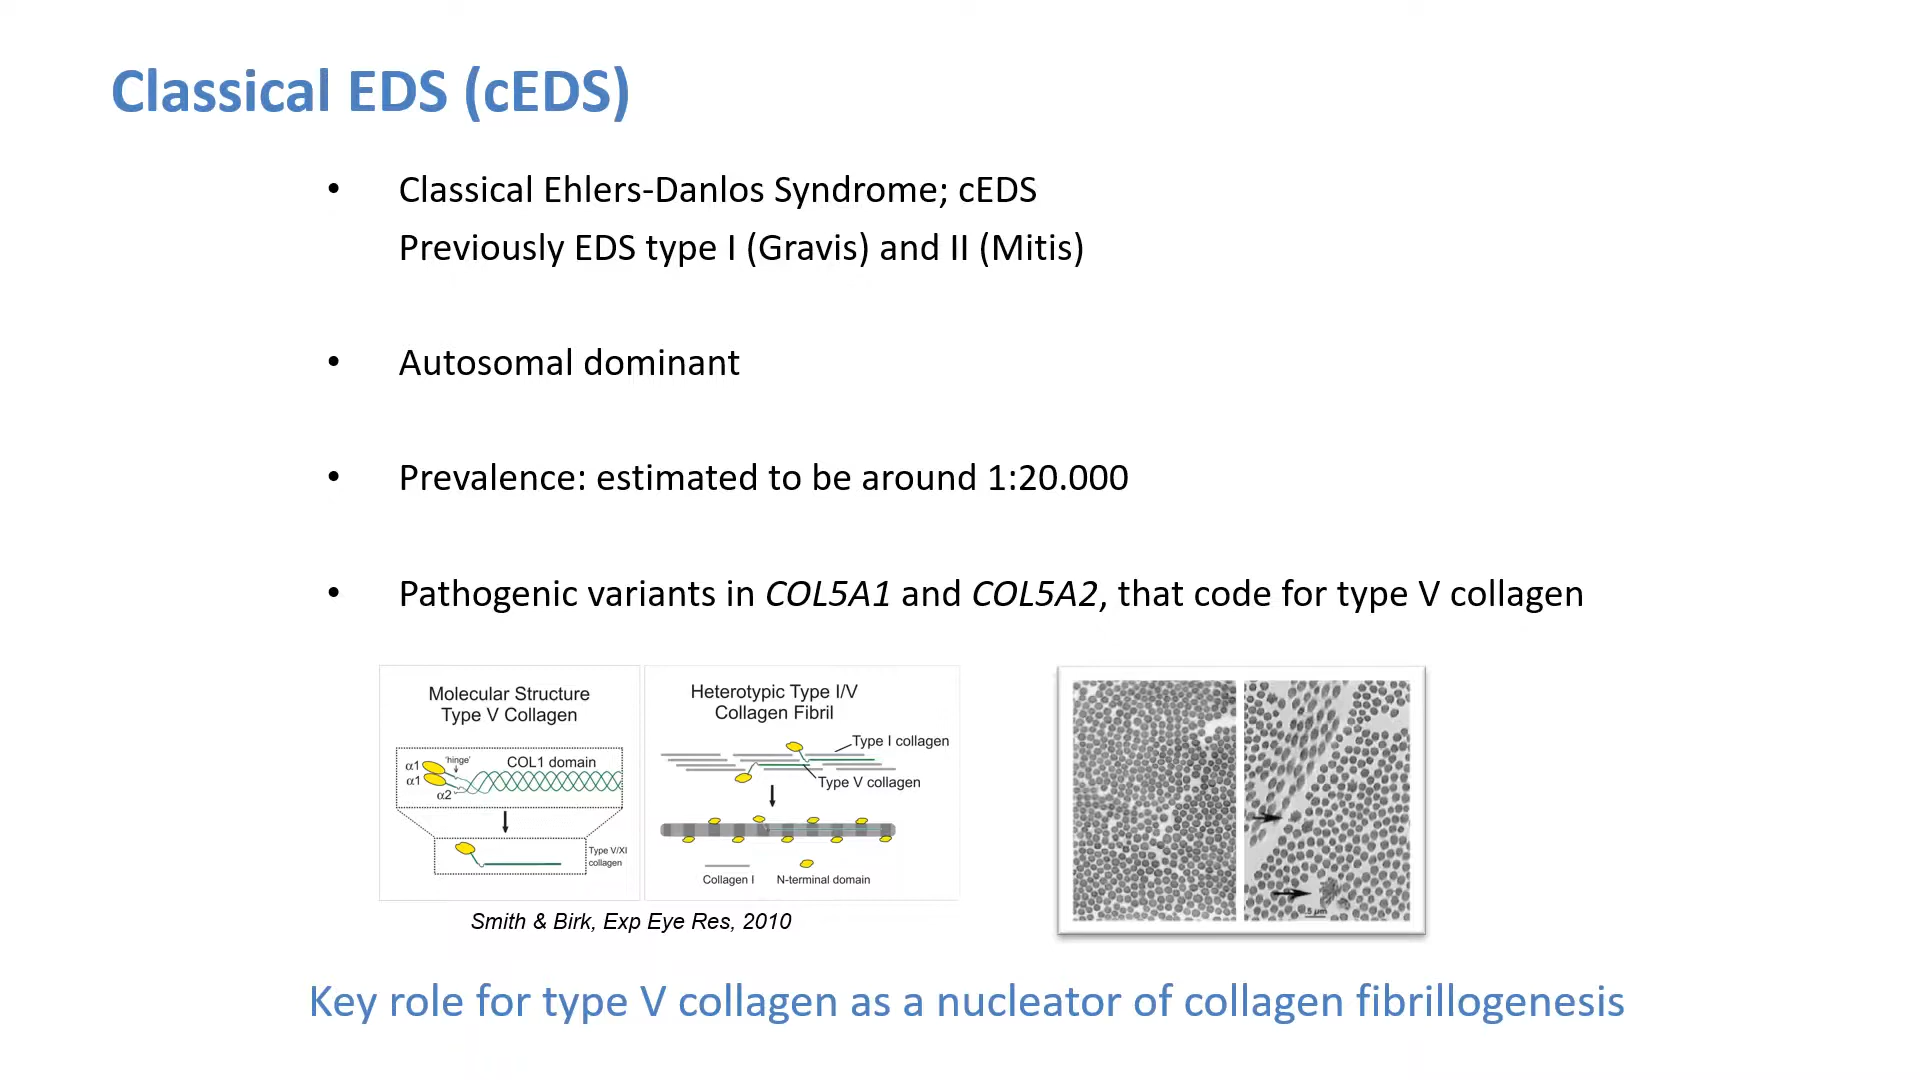 Classical EDS (cEDS)
• Classical Ehlers-Danlos Syndrome; cEDS
Previously EDS type I (Gravis) and II (Mitis)
• Autosomal dominant
• Prevalence: estimated to be around 1:20.000
• Pathogenic variants in COL5A1 and COL5A2, that code for type V collagen
Molecular Structure
Type V Collagen
α1
'hinge'
COL1 domain
α1
α2
Type V/XI
collagen
Heterotypic Type I/V
Collagen Fibril
Type I collagen
Type V collagen
Collagen I
N-terminal domain
Smith & Birk, Exp Eye Res, 2010
Key role for type V collagen as a nucleator of collagen fibrillogenesis